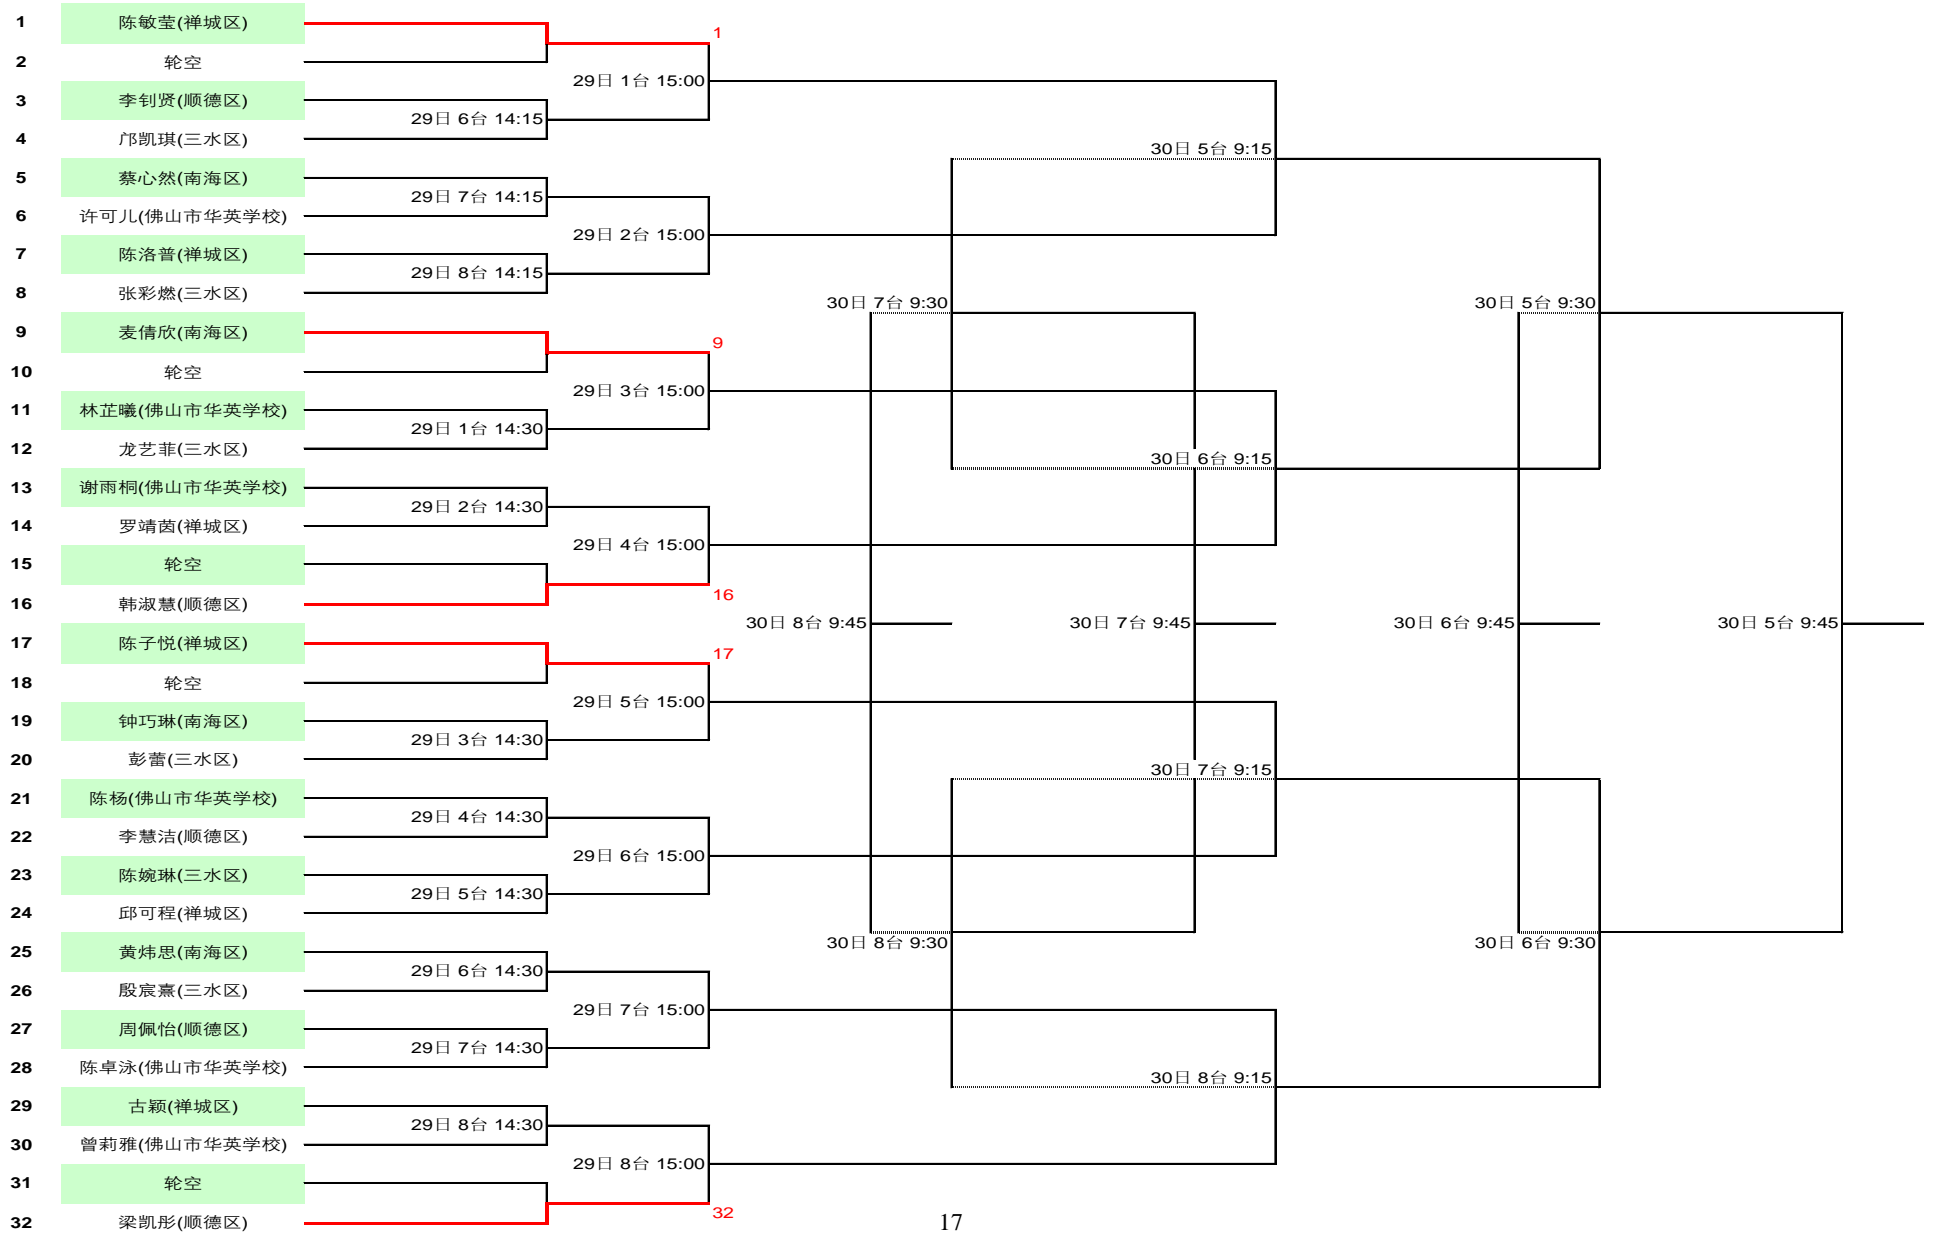 1 陈敏莹(禅城区)
1
2 轮空
29日 1台 15:00
3 李钊贤(顺德区)
29日 6台 14:15
4 邝凯琪(三水区)
30日 5台 9:15
5 蔡心然(南海区)
29日 7台 14:15
6 许可儿(佛山市华英学校)
29日 2台 15:00
7 陈洛普(禅城区)
29日 8台 14:15
8 张彩燃(三水区)
30日 7台 9:30 30日 5台 9:30
9 麦倩欣(南海区)
9
10 轮空
29日 3台 15:00
11 林芷曦(佛山市华英学校)
29日 1台 14:30
12 龙艺菲(三水区)
30日 6台 9:15
13 谢雨桐(佛山市华英学校)
29日 2台 14:30
14 罗靖茵(禅城区)
29日 4台 15:00
15 轮空
16
16 韩淑慧(顺德区)
30日 8台 9:45 30日 7台 9:45 30日 6台 9:45 30日 5台 9:45
17 陈子悦(禅城区)
17
18 轮空
29日 5台 15:00
19 钟巧琳(南海区)
29日 3台 14:30
20 彭蕾(三水区)
30日 7台 9:15
21 陈杨(佛山市华英学校)
29日 4台 14:30
22 李慧洁(顺德区)
29日 6台 15:00
23 陈婉琳(三水区)
29日 5台 14:30
24 邱可程(禅城区)
30日 8台 9:30 30日 6台 9:30
25 黄炜思(南海区)
29日 6台 14:30
26 殷宸熹(三水区)
29日 7台 15:00
27 周佩怡(顺德区)
29日 7台 14:30
28 陈卓泳(佛山市华英学校)
30日 8台 9:15
29 古颖(禅城区)
29日 8台 14:30
30 曾莉雅(佛山市华英学校)
29日 8台 15:00
31 轮空
32
32 梁凯彤(顺德区)
17